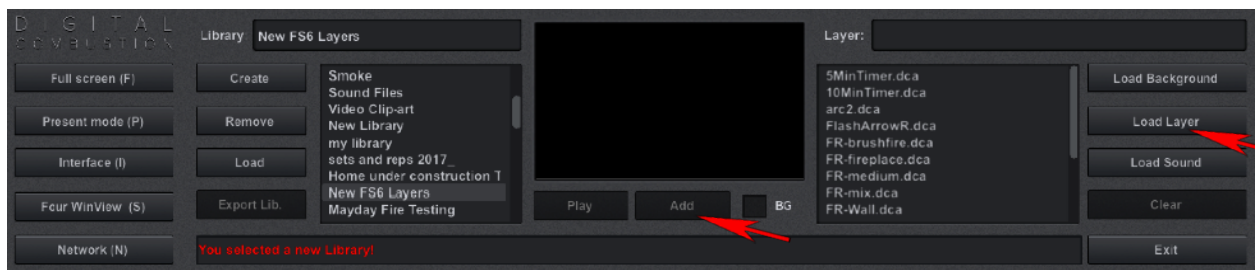 DIGITAL
COMBUSTION
Full screen (F)
Present mode (P)
Interface (I)
Four WinView (S)
Network (N)
Library: New FS6 Layers
Create
Remove
Load
Export Lib.
Smoke
Sound Files
Video Clip-art
New Library
my library
sets and reps 2017_
Home under construction T
New FS6 Layers
Mayday Fire Testing
You selected a new Library!
Play
Add
BG
Layer:
5MinTimer.dca
10MinTimer.dca
arc2.dca
FlashArrowR.dca
FR-brushfire.dca
FR-fireplace.dca
FR-medium.dca
FR-mix.dca
FR-Wall.dca
Load Background
Load Layer
Load Sound
Clear
Exit